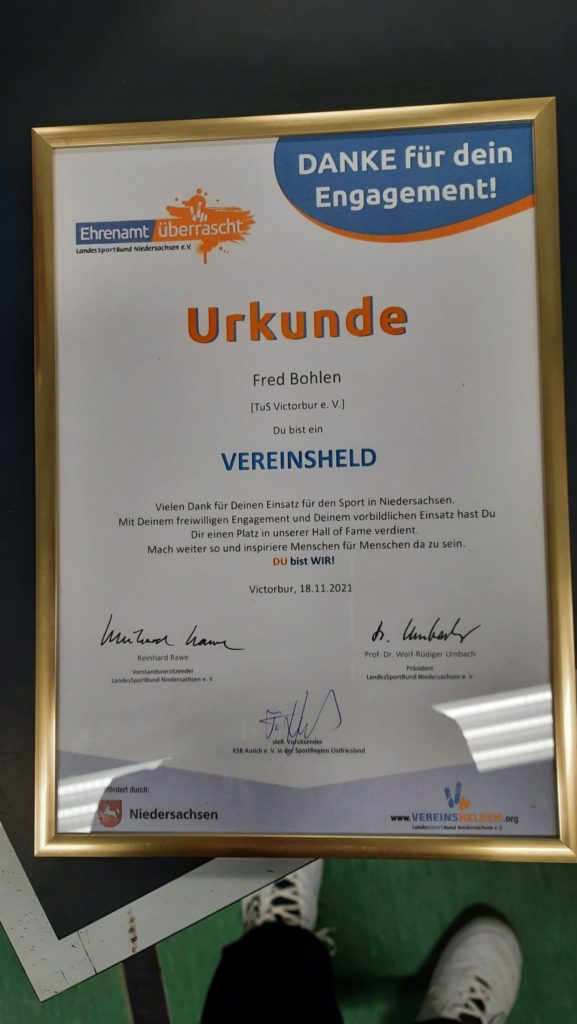 DANKE für dein
Engagement!
Ehrenamt überrascht
LandesSportBund Niedersachsen e.V.
Urkunde
Fred Bohlen
[TuS Victorbur e. V.]
Du bist ein
VEREINSHELD
Vielen Dank für Deinen Einsatz für den Sport in Niedersachsen.
Mit Deinem freiwilligen Engagement und Deinem vorbildlichen Einsatz hast Du
Dir einen Platz in unserer Hall of Fame verdient.
Mach weiter so und inspiriere Menschen für Menschen da zu sein.
DU bist WIR!
Victorbur, 18.11.2021
Reinhard Rawe
Vorstandsvorsitzender
LandesSportBund Niedersachsen e. V.
Prof. Dr. Wolf-Rüdiger Umbach
Präsident
LandesSportBund Niedersachsen e. V.
stell. Vorsitzender
KSB Aurich e. V. in der SportRegion Ostfriesland
durch:
Niedersachsen
www.VEREINSHELDEN.org
LandesSportBund Niedersachsen e. V.